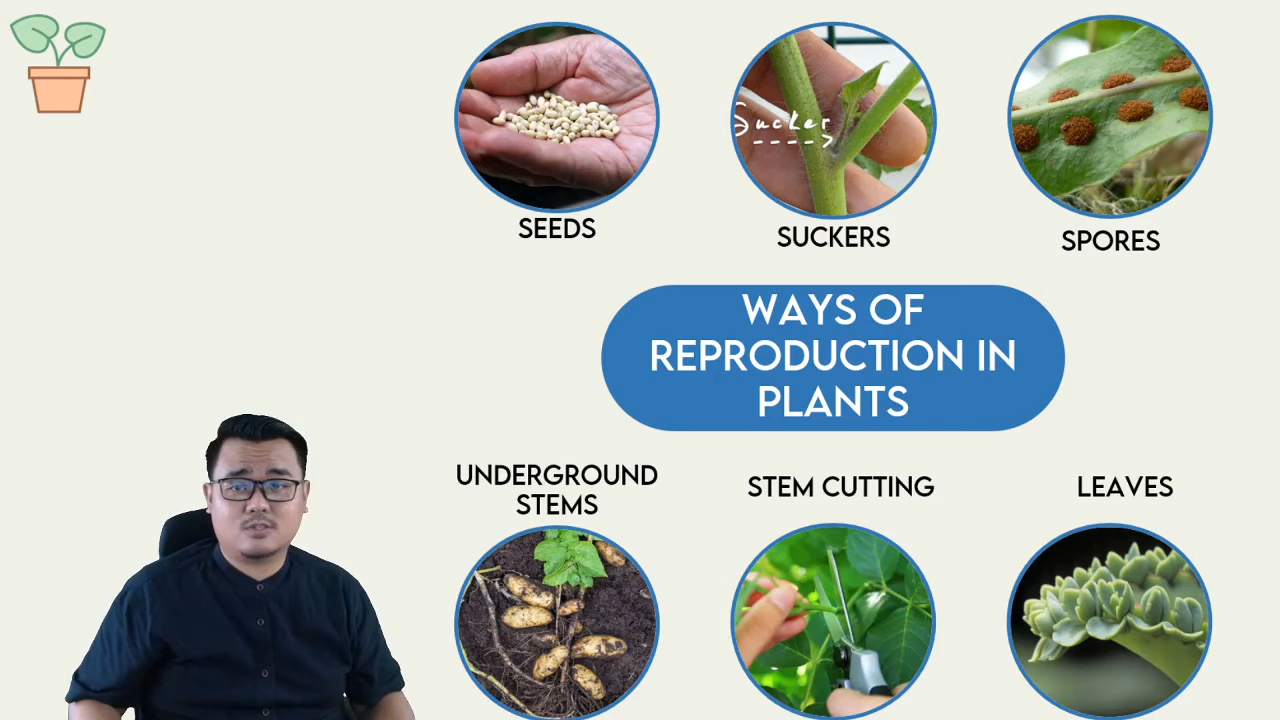 Sucker
SEEDS
SUCKERS
SPORES
WAYS OF
REPRODUCTION IN
PLANTS
UNDERGROUND
STEMS
STEM CUTTING
LEAVES